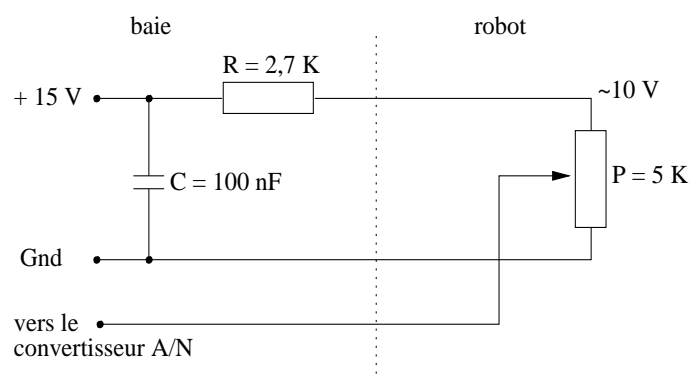 baie
robot
R = 2,7 K
+ 15 V
~10 V
C = 100 nF
P = 5 K
Gnd
vers le
convertisseur A/N